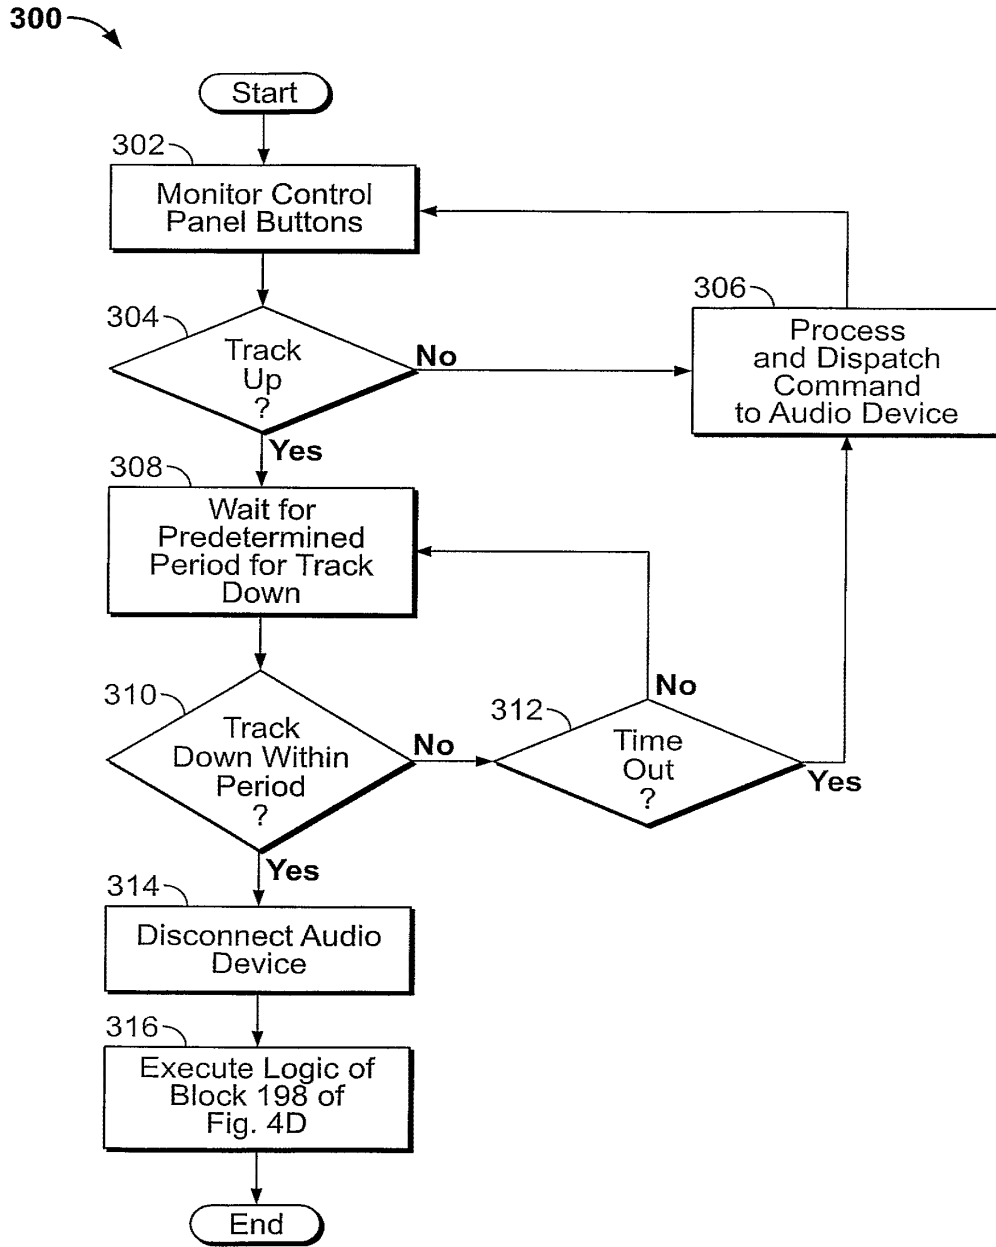 300
Start
302
Monitor Control
Panel Buttons
304
Track
Up
?
No
306
Process
and Dispatch
Command
to Audio Device
Yes
308
Wait for
Predetermined
Period for Track
Down
310
Track
Down Within
Period
?
No
312
Time
Out
?
No
Yes
Yes
314
Disconnect Audio
Device
316
Execute Logic of
Block 198 of
Fig. 4D
End